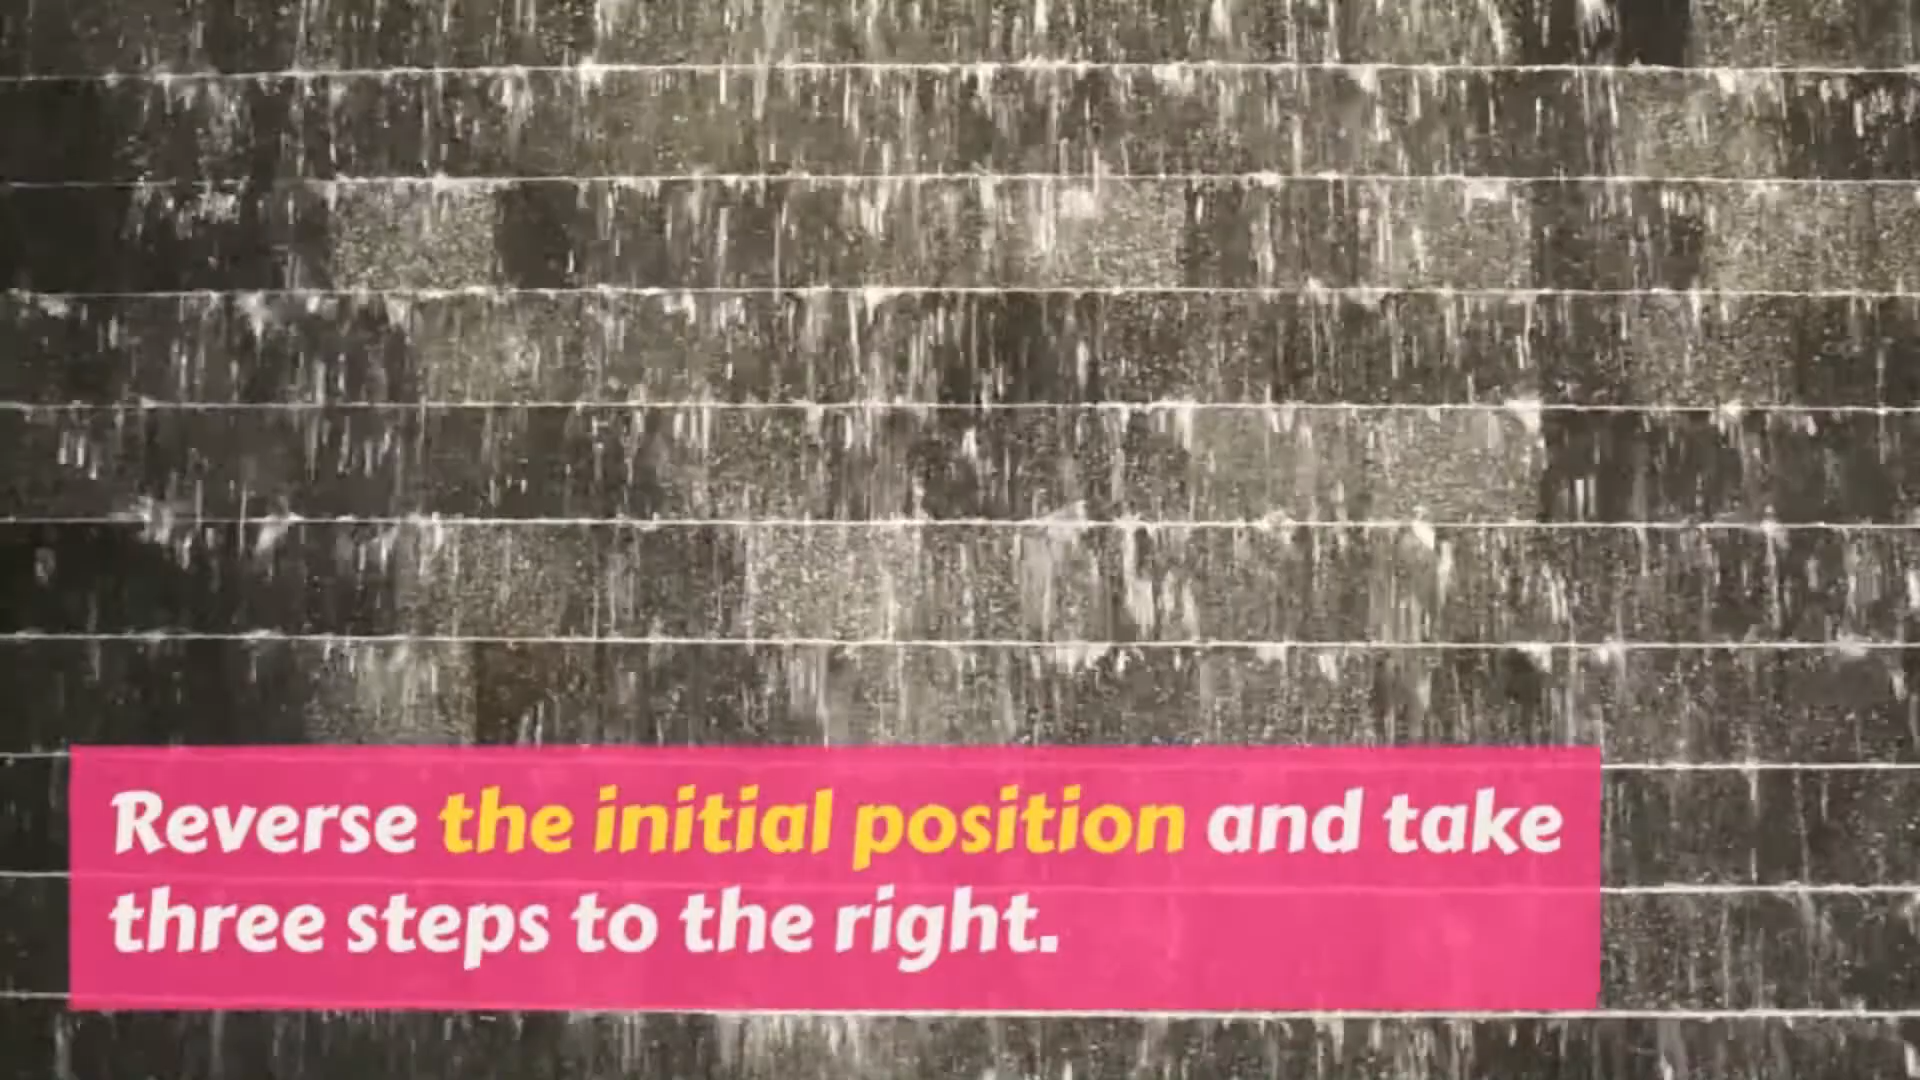 Reverse the initial position and take
three steps to the right.